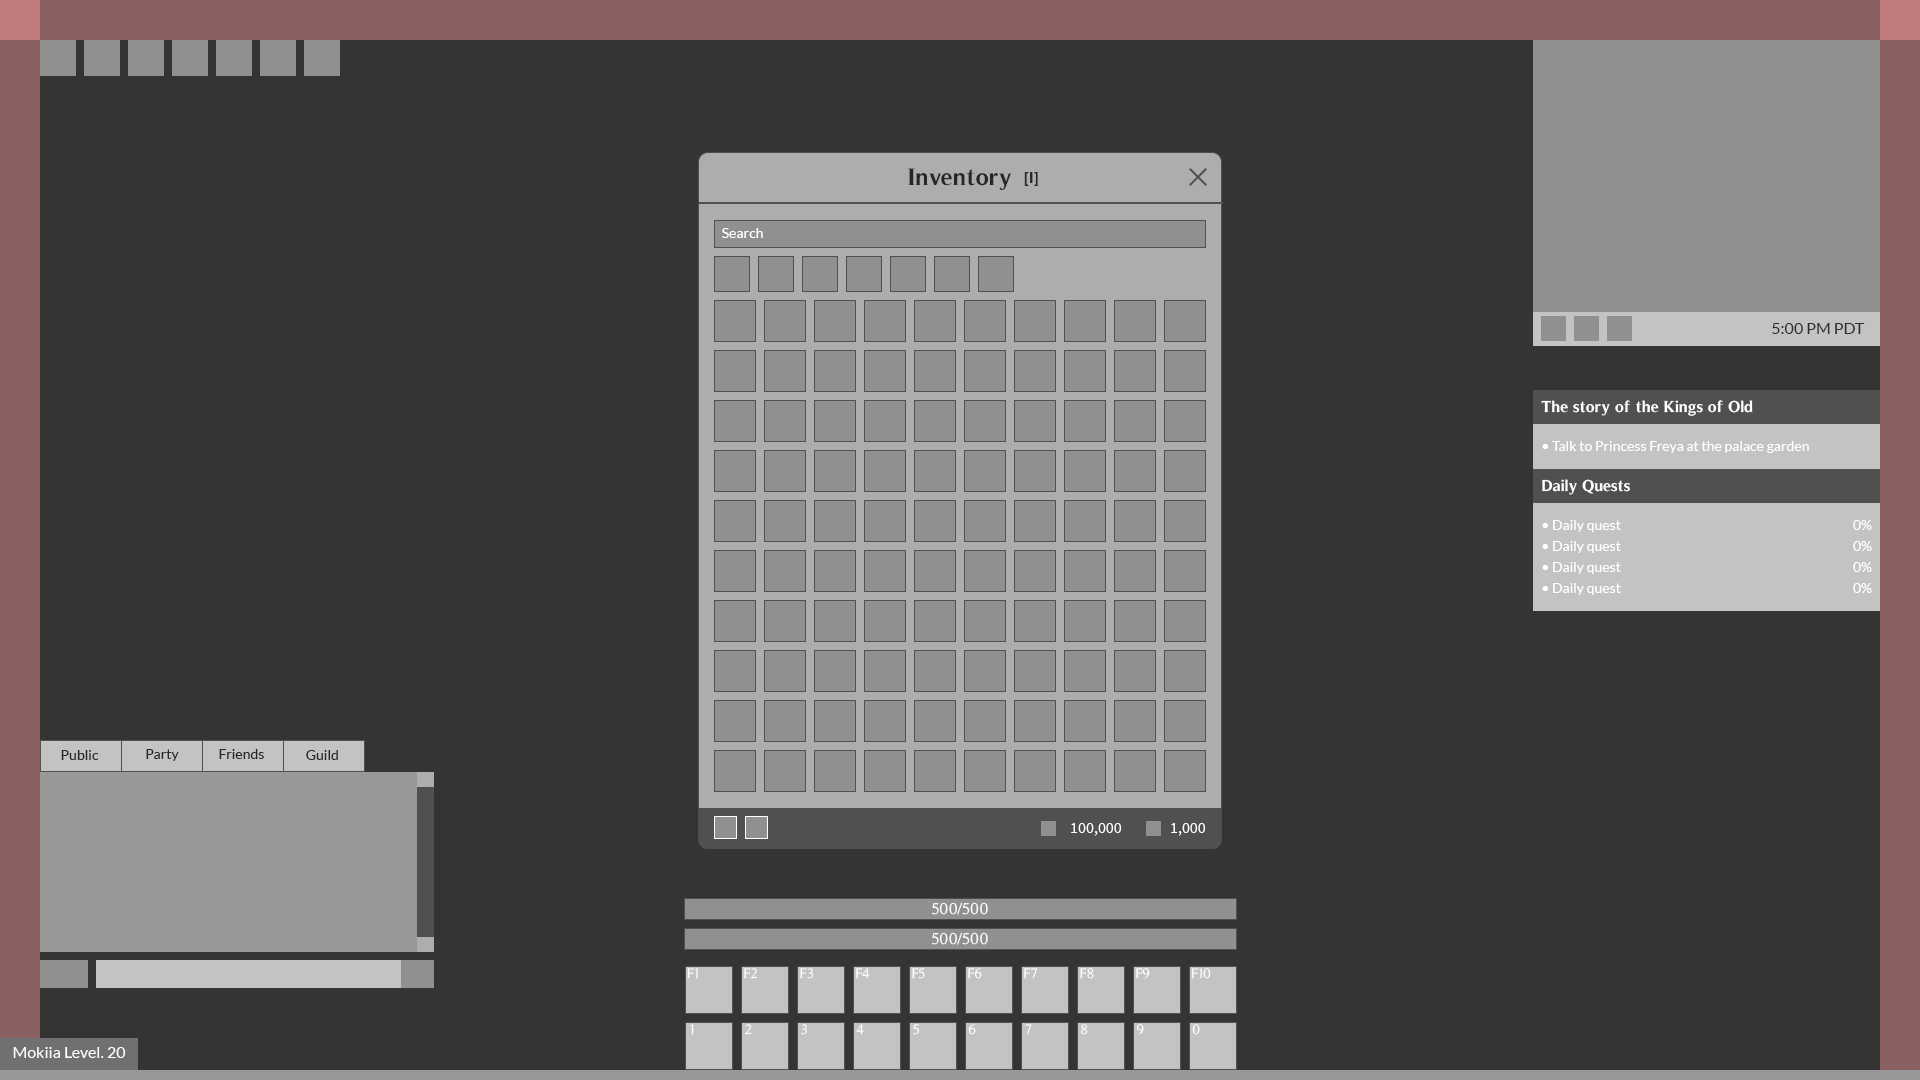 Inventory [I]
Search
5:00 PM PDT
The story of the Kings of Old
• Talk to Princess Freya at the palace garden
Daily Quests
• Daily quest 0%
• Daily quest 0%
• Daily quest 0%
• Daily quest 0%
Public Party Friends Guild
100,000 1,000
500/500
500/500
F1 F2 F3 F4 F5 F6 F7 F8 F9 F10
1 2 3 4 5 6 7 8 9 0
Mokiia Level. 20